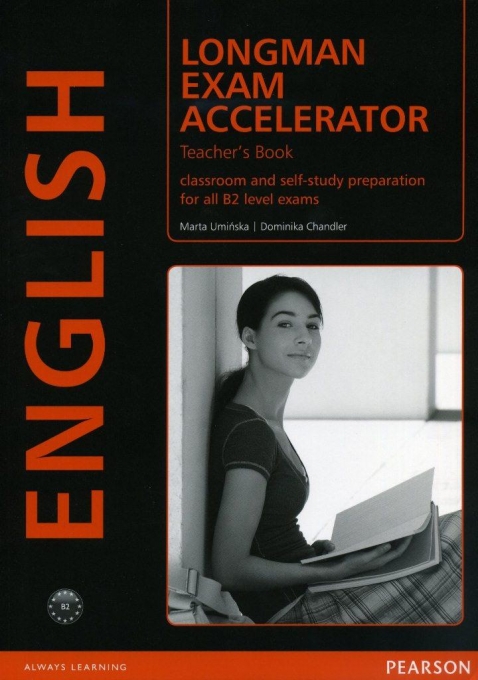 ENGLISH
LONGMAN
EXAM
ACCELERATOR
Teacher's Book
classroom and self-study preparation
for all B2 level exams
Marta Umińska | Dominika Chandler
B2
ALWAYS LEARNING
PEARSON